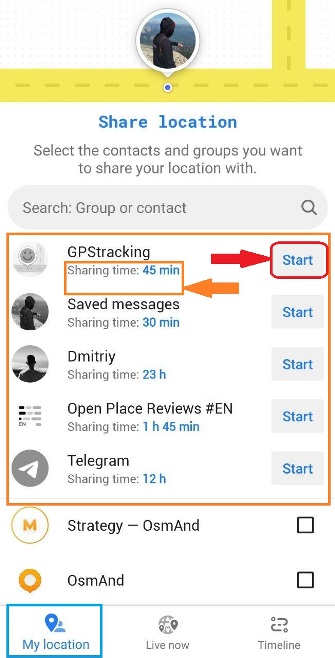 Share location
Select the contacts and groups you want
to share your location with.
Search: Group or contact
GPStracking
Sharing time: 45 min
Start
Saved messages
Sharing time: 30 min
Start
Dmitriy
Sharing time: 23 h
Start
EN
Open Place Reviews #EN
Sharing time: 1 h 45 min
Start
Telegram
Sharing time: 12 h
Start
M
Strategy — OsmAnd
OsmAnd
My location
Live now
Timeline